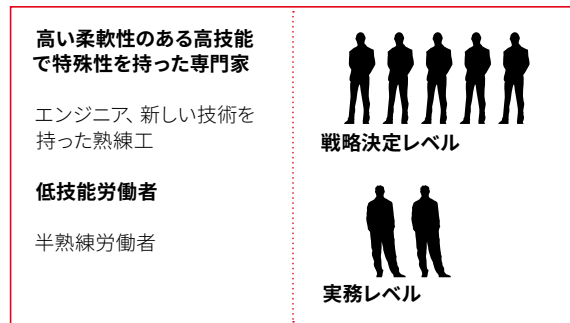 高い柔軟性のある高技能
で特殊性を持った専門家
エンジニア、新しい技術を
持った熟練工
戦略決定レベル
低技能労働者
半熟練労働者
実務レベル